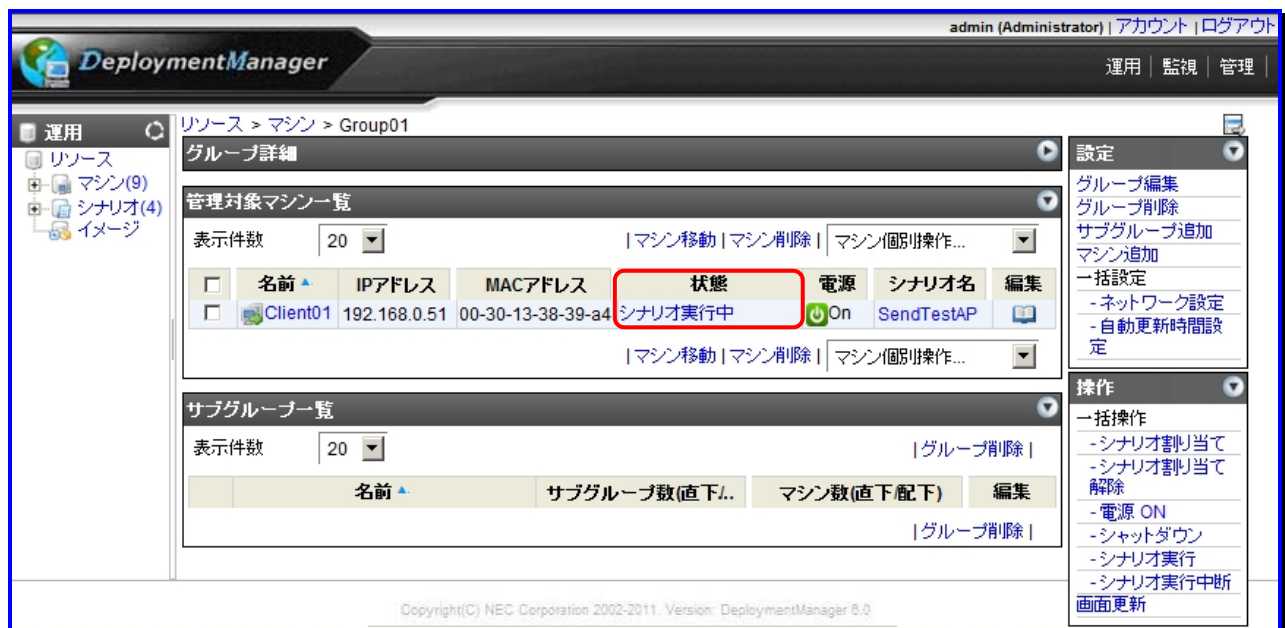 admin (Administrator) | アカウント | ログアウト
DeploymentManager
運用 | 監視 | 管理 |
運用
リソース
マシン(9)
シナリオ(4)
イメージ
リソース > マシン > Group01
グループ詳細
管理対象マシン一覧
表示件数 20 | マシン移動 | マシン削除 | マシン個別操作...
名前 IPアドレス MACアドレス 状態 電源 シナリオ名 編集
Client01 192.168.0.51 00-30-13-38-39-a4 シナリオ実行中 On SendTestAP
| マシン移動 | マシン削除 | マシン個別操作...
サブグループ一覧
表示件数 20 | グループ削除 |
名前 サブグループ数(直下/.. マシン数(直下/配下) 編集
| グループ削除 |
設定
グループ編集
グループ削除
サブグループ追加
マシン追加
一括設定
- ネットワーク設定
- 自動更新時間設
定
操作
一括操作
- シナリオ割り当て
- シナリオ割り当て
解除
- 電源 ON
- シャットダウン
- シナリオ実行
- シナリオ実行中断
画面更新
Copyright(C) NEC Corporation 2002-2011. Version: DeploymentManager 6.0